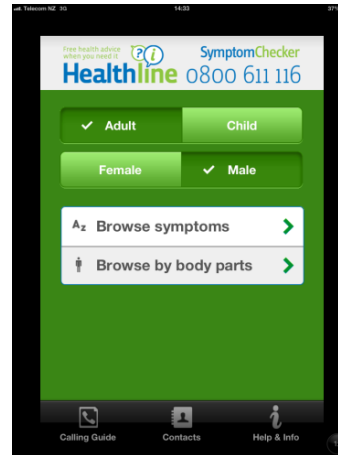 Telecom NZ 3G 14:33 37%
Free health advice
when you need it
SymptomChecker
Healthline 0800 611 116
Adult Child
Female Male
Browse symptoms
Browse by body parts
Calling Guide Contacts Help & Info